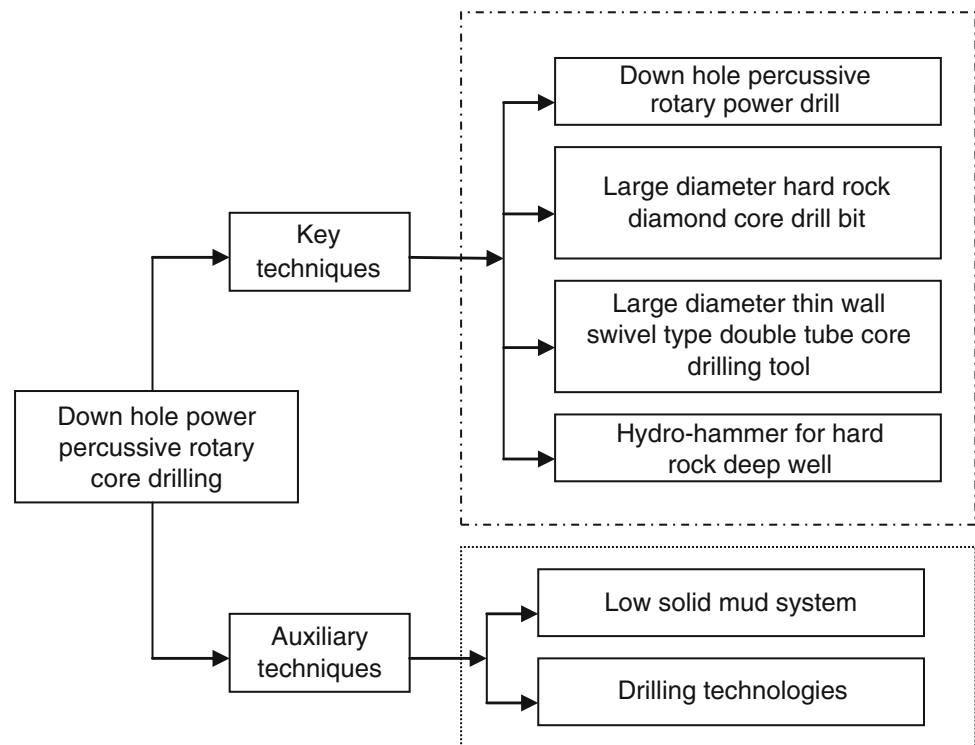 Down hole power
percussive rotary
core drilling
Key
techniques
Down hole percussive
rotary power drill
Large diameter hard rock
diamond core drill bit
Large diameter thin wall
swivel type double tube core
drilling tool
Hydro-hammer for hard
rock deep well
Auxiliary
techniques
Low solid mud system
Drilling technologies